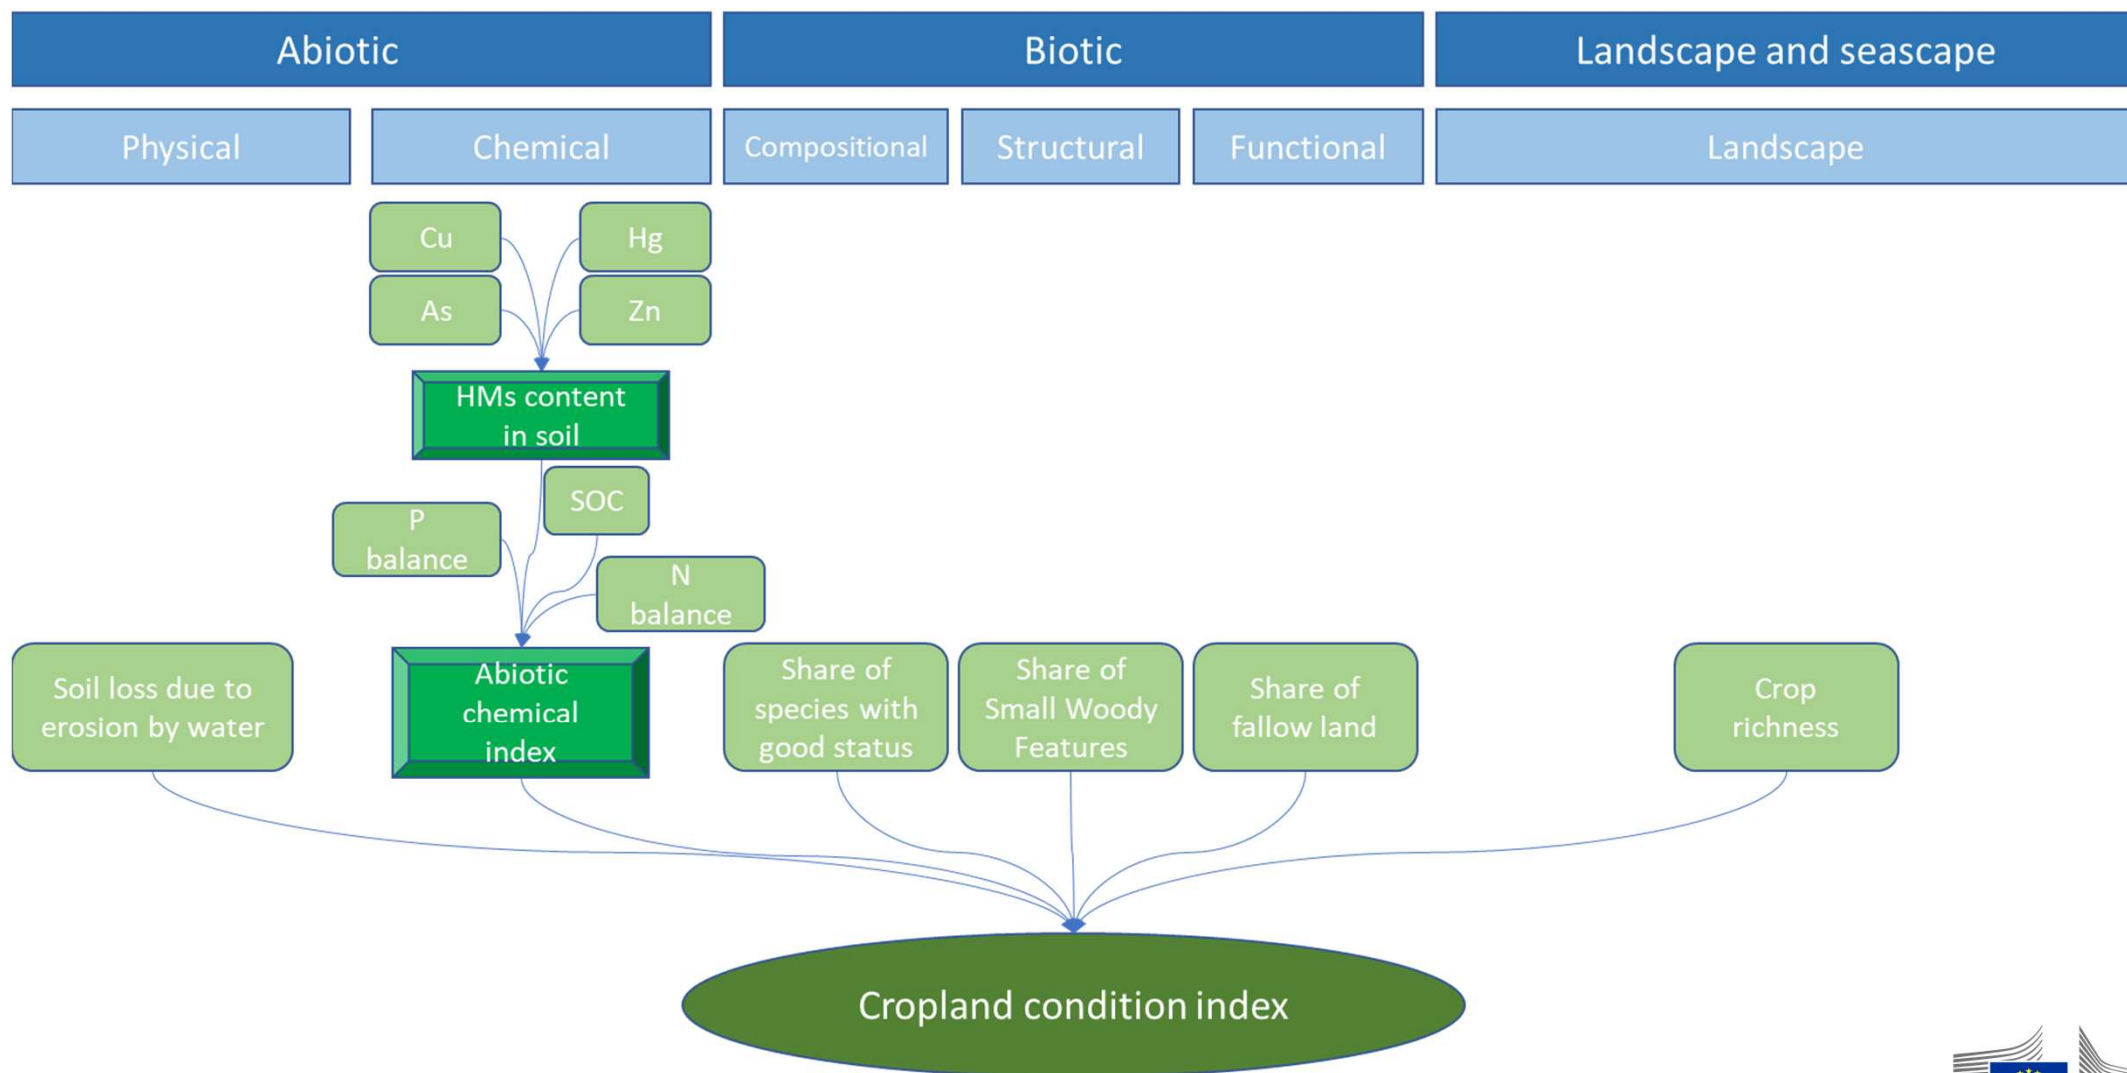 Abiotic
Biotic
Landscape and seascape
Physical
Chemical
Compositional
Structural
Functional
Landscape
Cu
Hg
As
Zn
HMs content
in soil
SOC
P
balance
N
balance
Soil loss due to
erosion by water
Abiotic
chemical
index
Share of
species with
good status
Share of
Small Woody
Features
Share of
fallow land
Crop
richness
Cropland condition index